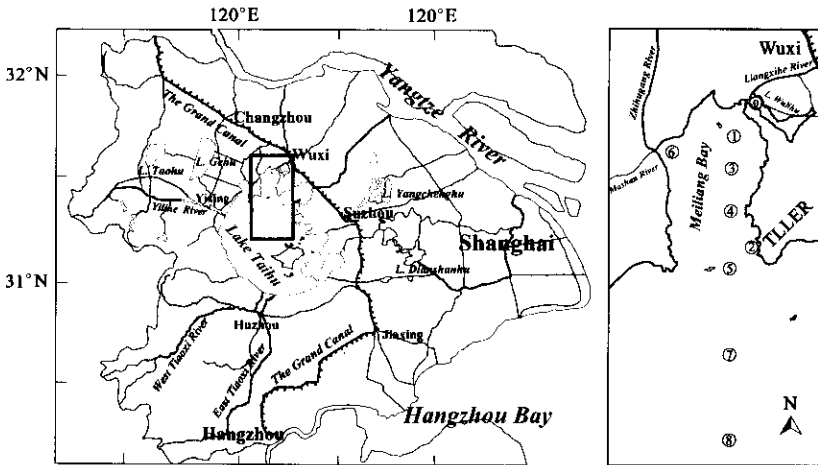 120°E
120°E
32°N
31°N
Yangtze
River
The Grand Canal
Changzhou
Wuxi
L. Gehu
L. Taohu
Yixing
Lake Taihu
Suzhou
L. Yangchenghu
Shanghai
L. Dianshanhu
Huzhou
West Tiaoxi River
East Tiaoxi River
The Grand Canal
Jiaxing
Hangzhou
Hangzhou Bay
Wuxi
Liangxihe River
L. Wulihu
Zhihugang River
Mashan River
Meiliang Bay
TLLER
0
1
6
3
4
2
5
7
8
N